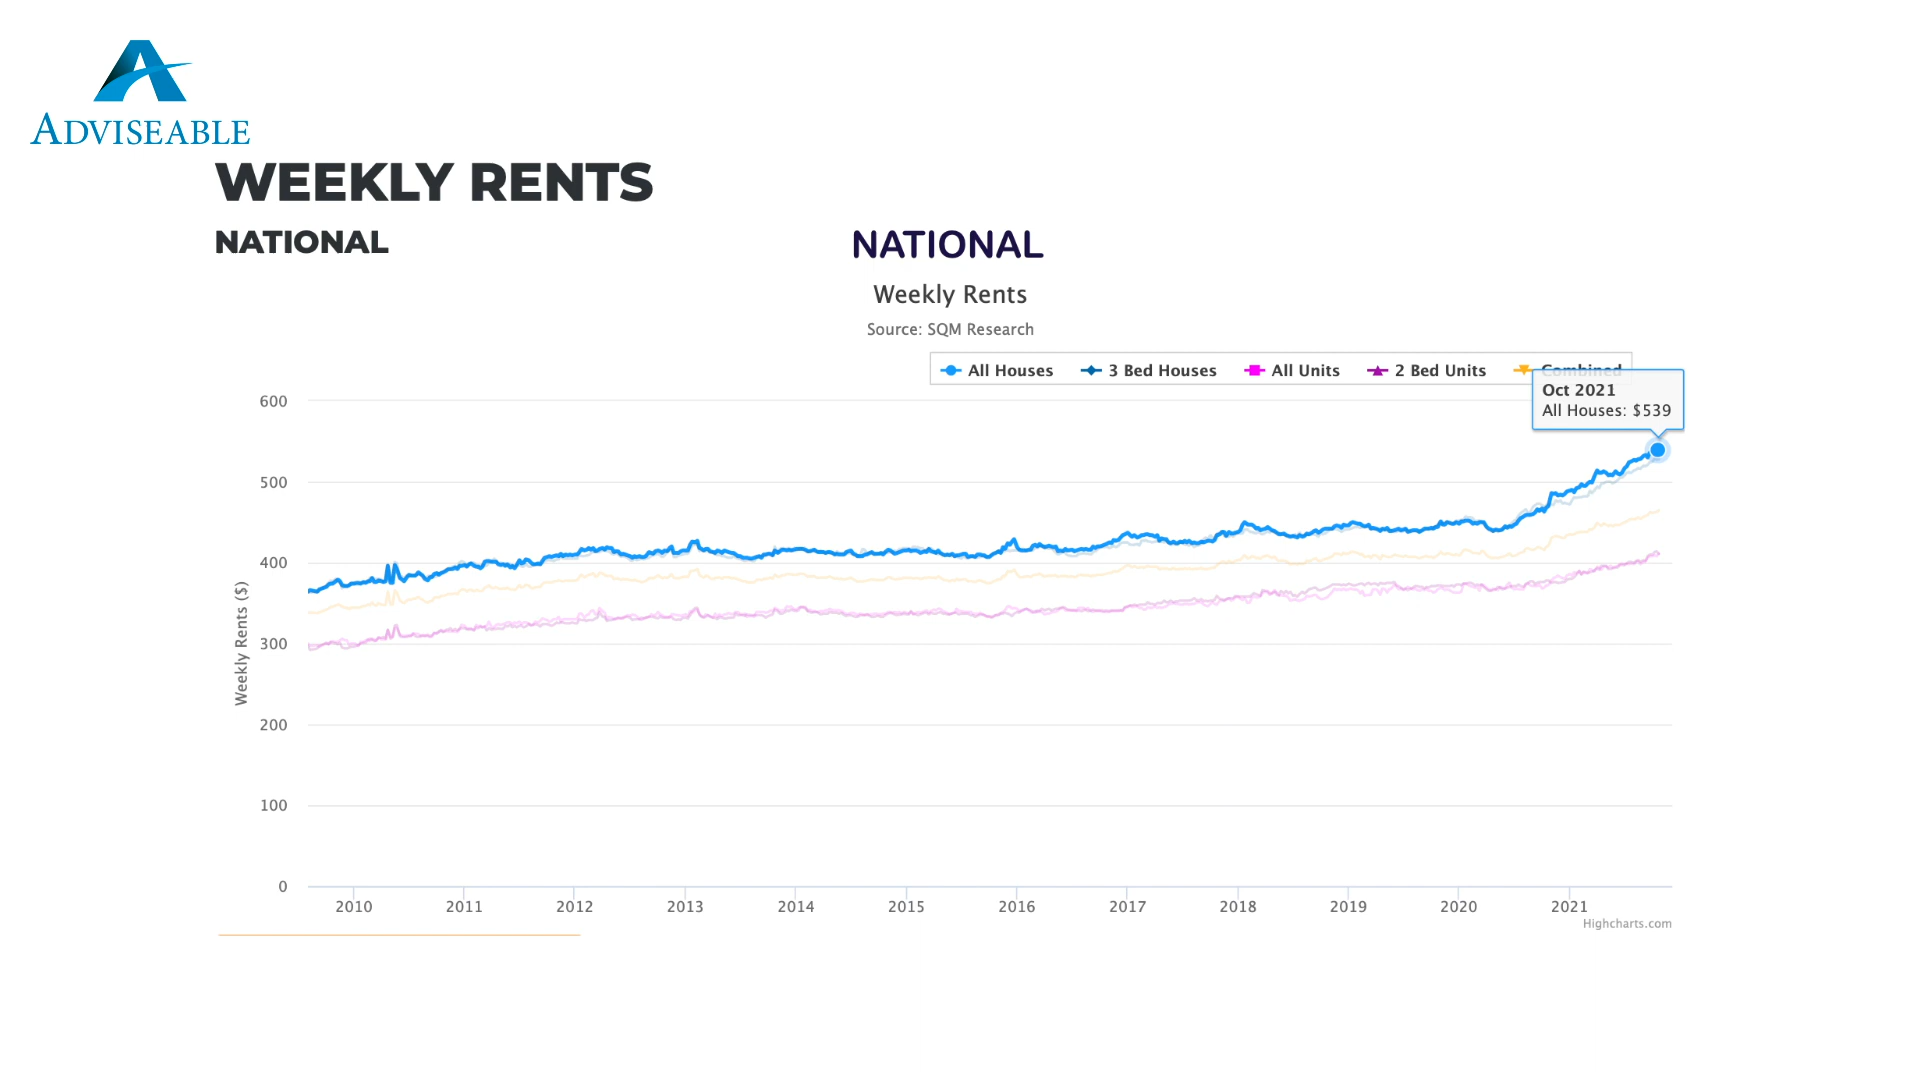 ADVISEABLE
WEEKLY RENTS
NATIONAL
NATIONAL
Weekly Rents
Source: SQM Research
All Houses 3 Bed Houses All Units 2 Bed Units Combined
Oct 2021
All Houses: $539
600
500
400
300
200
100
0
Weekly Rents ($)
2010 2011 2012 2013 2014 2015 2016 2017 2018 2019 2020 2021
Highcharts.com